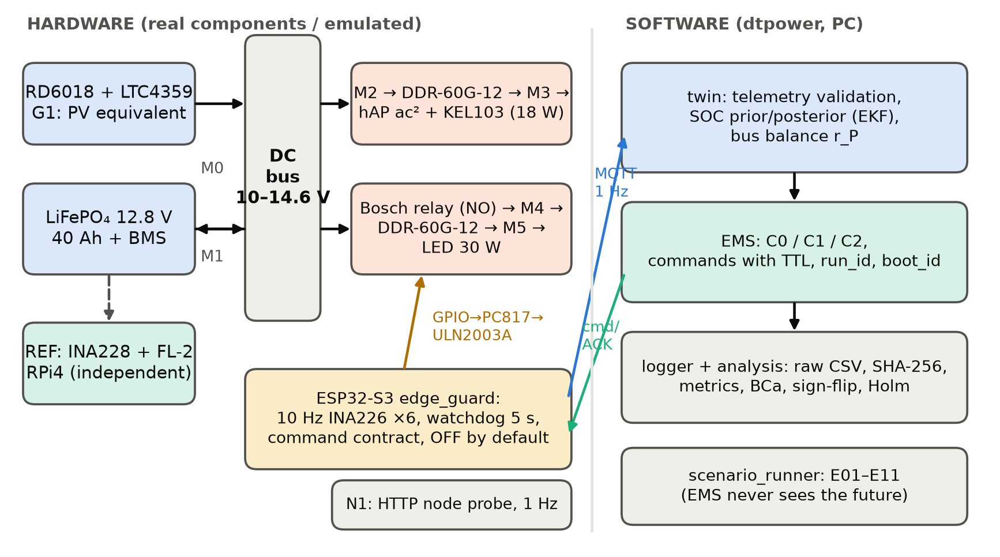 HARDWARE (real components / emulated)
RD6018 + LTC4359
G1: PV equivalent
M0
LiFePO₄ 12.8 V
40 Ah + BMS
M1
REF: INA228 + FL-2
RPi4 (independent)
DC
bus
10–14.6 V
M2 → DDR-60G-12 → M3 →
hAP ac² + KEL103 (18 W)
Bosch relay (NO) → M4 →
DDR-60G-12 → M5 →
LED 30 W
GPIO→PC817→
ULN2003A
ESP32-S3 edge_guard:
10 Hz INA226 ×6, watchdog 5 s,
command contract, OFF by default
N1: HTTP node probe, 1 Hz
MQTT
1 Hz
cmd/
ACK
SOFTWARE (dtpower, PC)
twin: telemetry validation,
SOC prior/posterior (EKF),
bus balance r_P
EMS: C0 / C1 / C2,
commands with TTL, run_id, boot_id
logger + analysis: raw CSV, SHA-256,
metrics, BCa, sign-flip, Holm
scenario_runner: E01–E11
(EMS never sees the future)